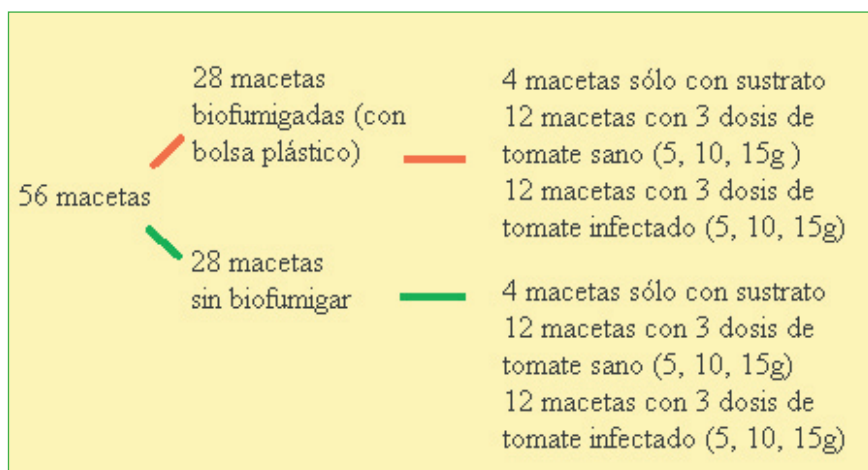 56 macetas
28 macetas
biofumigadas (con
bolsa plástico)
4 macetas sólo con sustrato
12 macetas con 3 dosis de
tomate sano (5, 10, 15g )
12 macetas con 3 dosis de
tomate infectado (5, 10, 15g)
28 macetas
sin biofumigar
4 macetas sólo con sustrato
12 macetas con 3 dosis de
tomate sano (5, 10, 15g)
12 macetas con 3 dosis de
tomate infectado (5, 10, 15g)